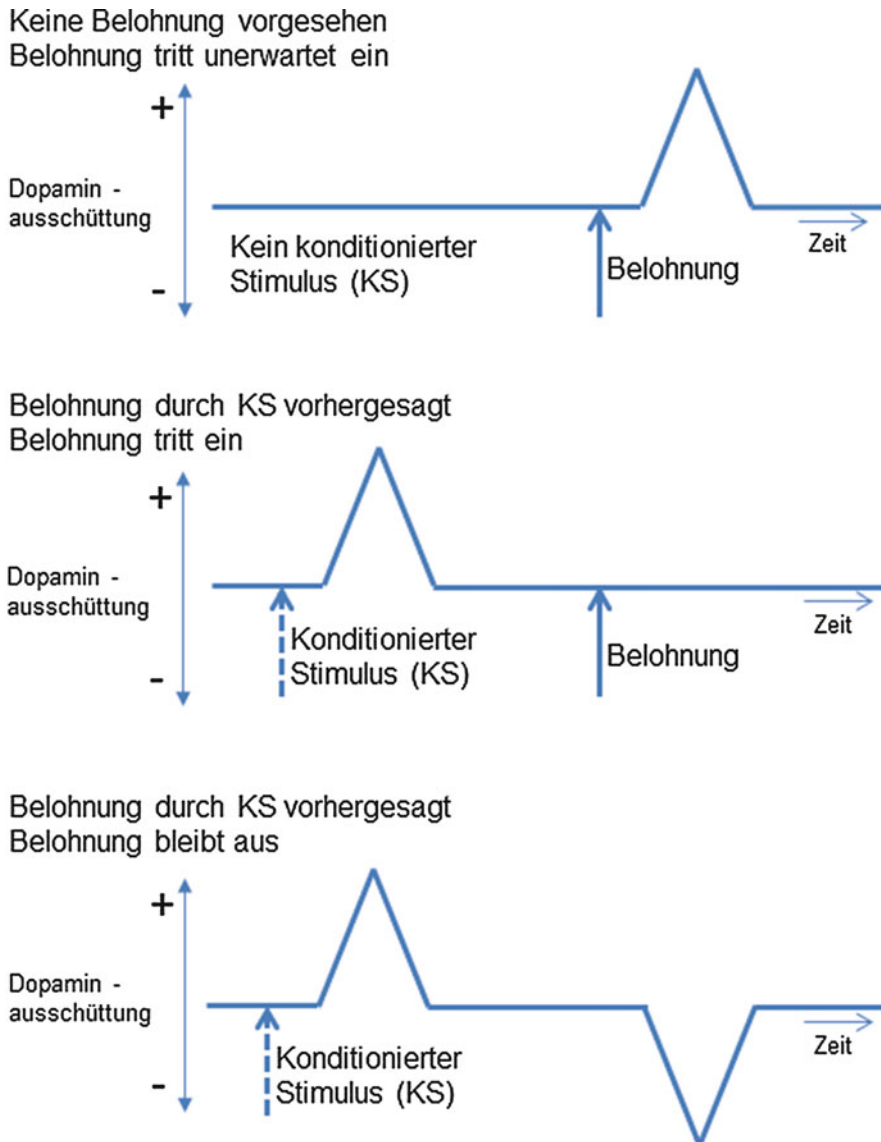 Keine Belohnung vorgesehen
Belohnung tritt unerwartet ein
+
Dopamin -
ausschüttung
-
Kein konditionierter
Stimulus (KS)
Belohnung
Zeit
Belohnung durch KS vorhergesagt
Belohnung tritt ein
+
Dopamin -
ausschüttung
-
Konditionierter
Stimulus (KS)
Belohnung
Zeit
Belohnung durch KS vorhergesagt
Belohnung bleibt aus
+
Dopamin -
ausschüttung
-
Konditionierter
Stimulus (KS)
Zeit